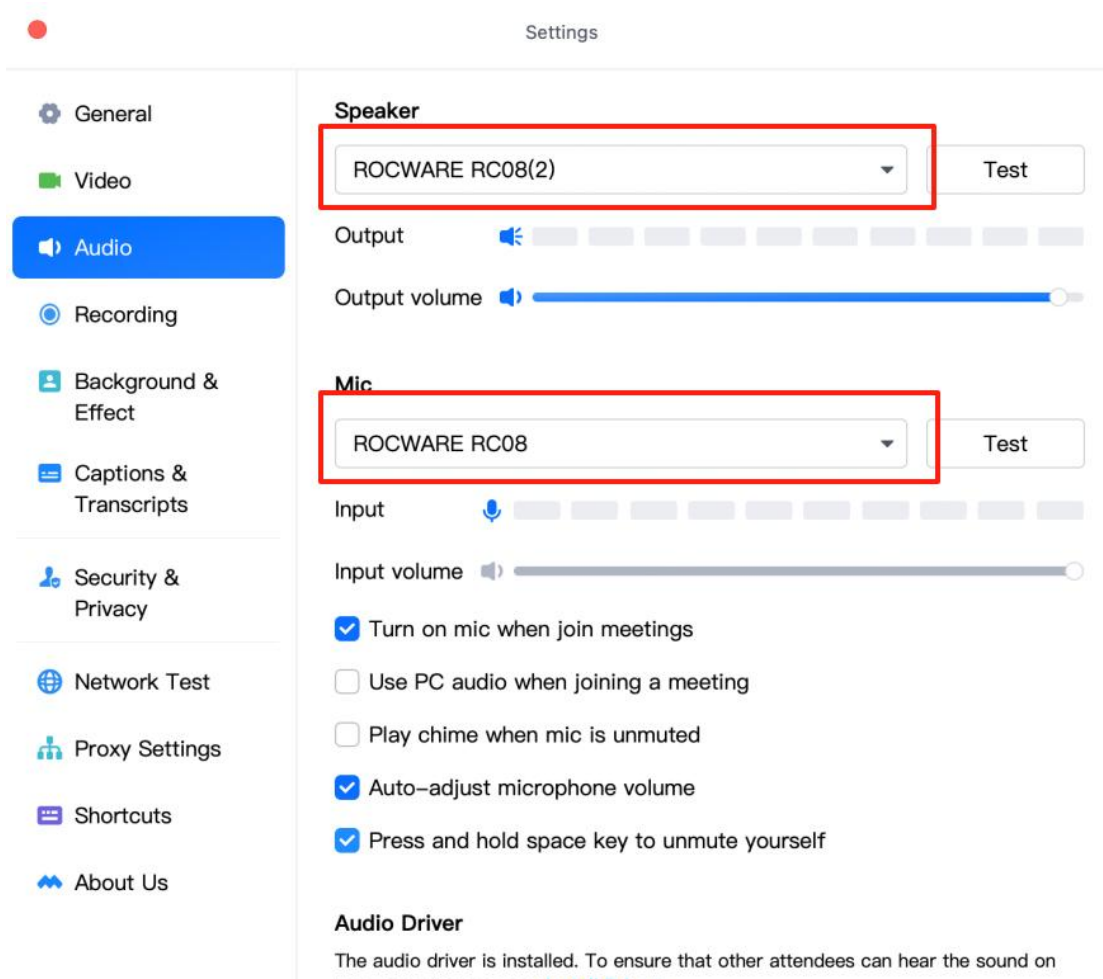 Settings
General
Video
Audio
Recording
Background &
Effect
Captions &
Transcripts
Security &
Privacy
Network Test
Proxy Settings
Shortcuts
About Us
Speaker
ROCWARE RC08(2)
Test
Output
Output volume
Mic
ROCWARE RC08
Test
Input
Input volume
Turn on mic when join meetings
Use PC audio when joining a meeting
Play chime when mic is unmuted
Auto-adjust microphone volume
Press and hold space key to unmute yourself
Audio Driver
The audio driver is installed. To ensure that other attendees can hear the sound on